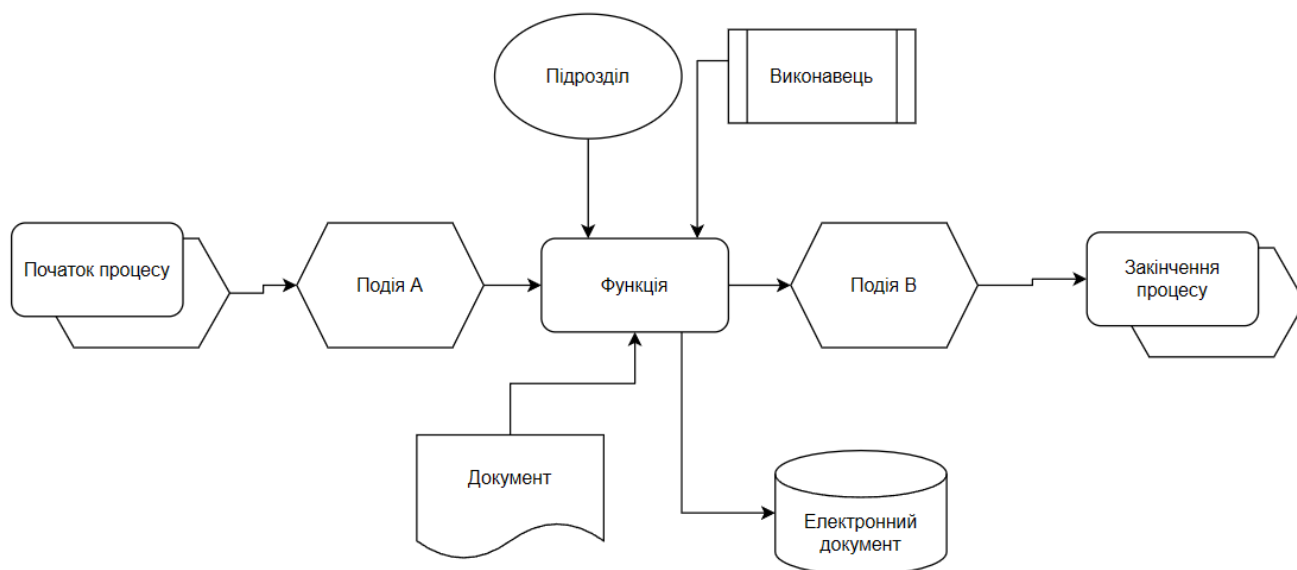 Підрозділ
Виконавець
Початок процесу
Подія А
Функція
Подія В
Закінчення
процесу
Документ
Електронний
документ